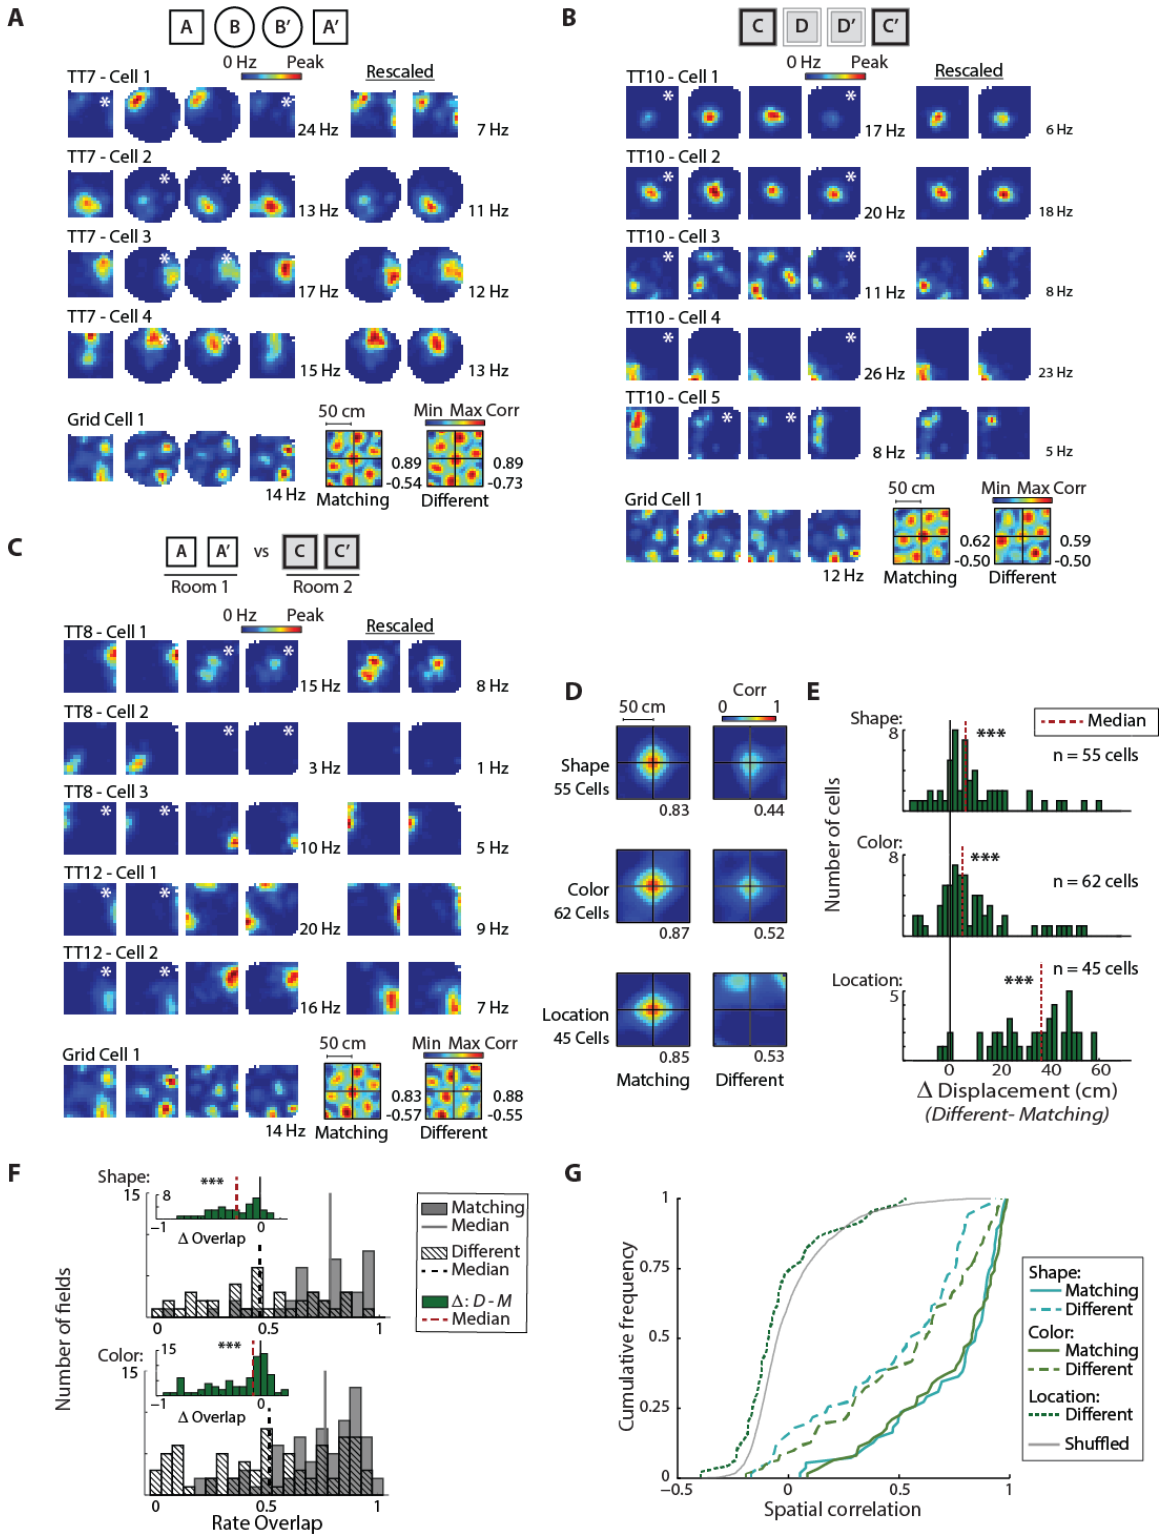 A
A B B′ A′
0 Hz Peak
Rescaled
TT7 - Cell 1
*
*
24 Hz
7 Hz
TT7 - Cell 2
*
*
13 Hz
11 Hz
TT7 - Cell 3
*
*
17 Hz
12 Hz
TT7 - Cell 4
*
*
15 Hz
13 Hz
Grid Cell 1
50 cm
Min Max Corr
14 Hz
0.89
-0.54
0.89
-0.73
Matching
Different
B
C D D′ C′
0 Hz Peak
Rescaled
TT10 - Cell 1
*
*
17 Hz
6 Hz
TT10 - Cell 2
*
*
20 Hz
18 Hz
TT10 - Cell 3
*
*
11 Hz
8 Hz
TT10 - Cell 4
*
*
26 Hz
23 Hz
TT10 - Cell 5
*
*
8 Hz
5 Hz
Grid Cell 1
50 cm
Min Max Corr
12 Hz
0.62
-0.50
0.59
-0.50
Matching
Different
C
A A′ vs C C′
Room 1
Room 2
0 Hz Peak
Rescaled
TT8 - Cell 1
*
*
15 Hz
8 Hz
TT8 - Cell 2
*
*
3 Hz
1 Hz
TT8 - Cell 3
*
*
10 Hz
5 Hz
TT12 - Cell 1
*
*
20 Hz
9 Hz
TT12 - Cell 2
*
*
16 Hz
7 Hz
Grid Cell 1
50 cm
Min Max Corr
14 Hz
0.83
-0.57
0.88
-0.55
Matching
Different
D
50 cm
Corr
0 1
Shape
55 Cells
0.83
0.44
Color
62 Cells
0.87
0.52
Location
45 Cells
0.85
0.53
Matching
Different
E
Median
Shape:
8
***
n = 55 cells
Number of cells
Color:
8
***
n = 62 cells
Location:
5
***
n = 45 cells
0 20 40 60
Δ Displacement (cm)
(Different- Matching)
F
Shape:
15
8
***
-1 0
Δ Overlap
0 0.5 1
Number of fields
Color:
15
15
***
-1 0
Δ Overlap
0 0.5 1
Rate Overlap
Matching
Median
Different
Median
Δ: D - M
Median
G
1
0.75
0.5
0.25
0
Cumulative frequency
-0.5 0 0.5 1
Spatial correlation
Shape:
Matching
Different
Color:
Matching
Different
Location:
Different
Shuffled